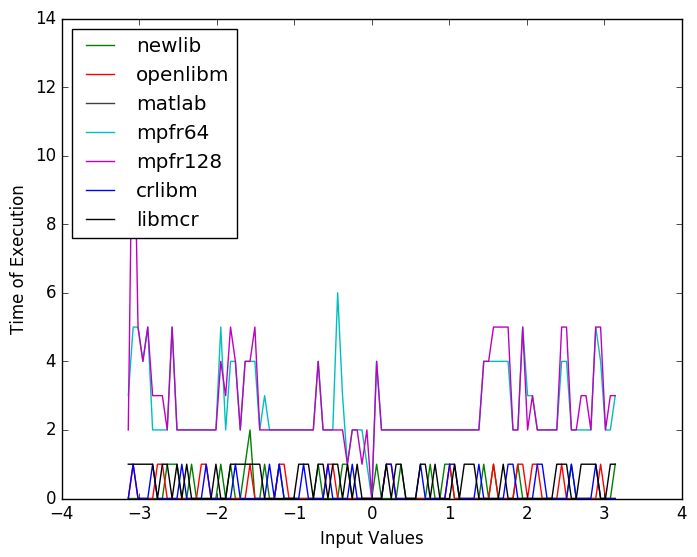 14
12
10
8
6
4
2
0
Time of Execution
newlib
openlibm
matlab
mpfr64
mpfr128
crlibm
libmcr
−4 −3 −2 −1 0 1 2 3 4
Input Values